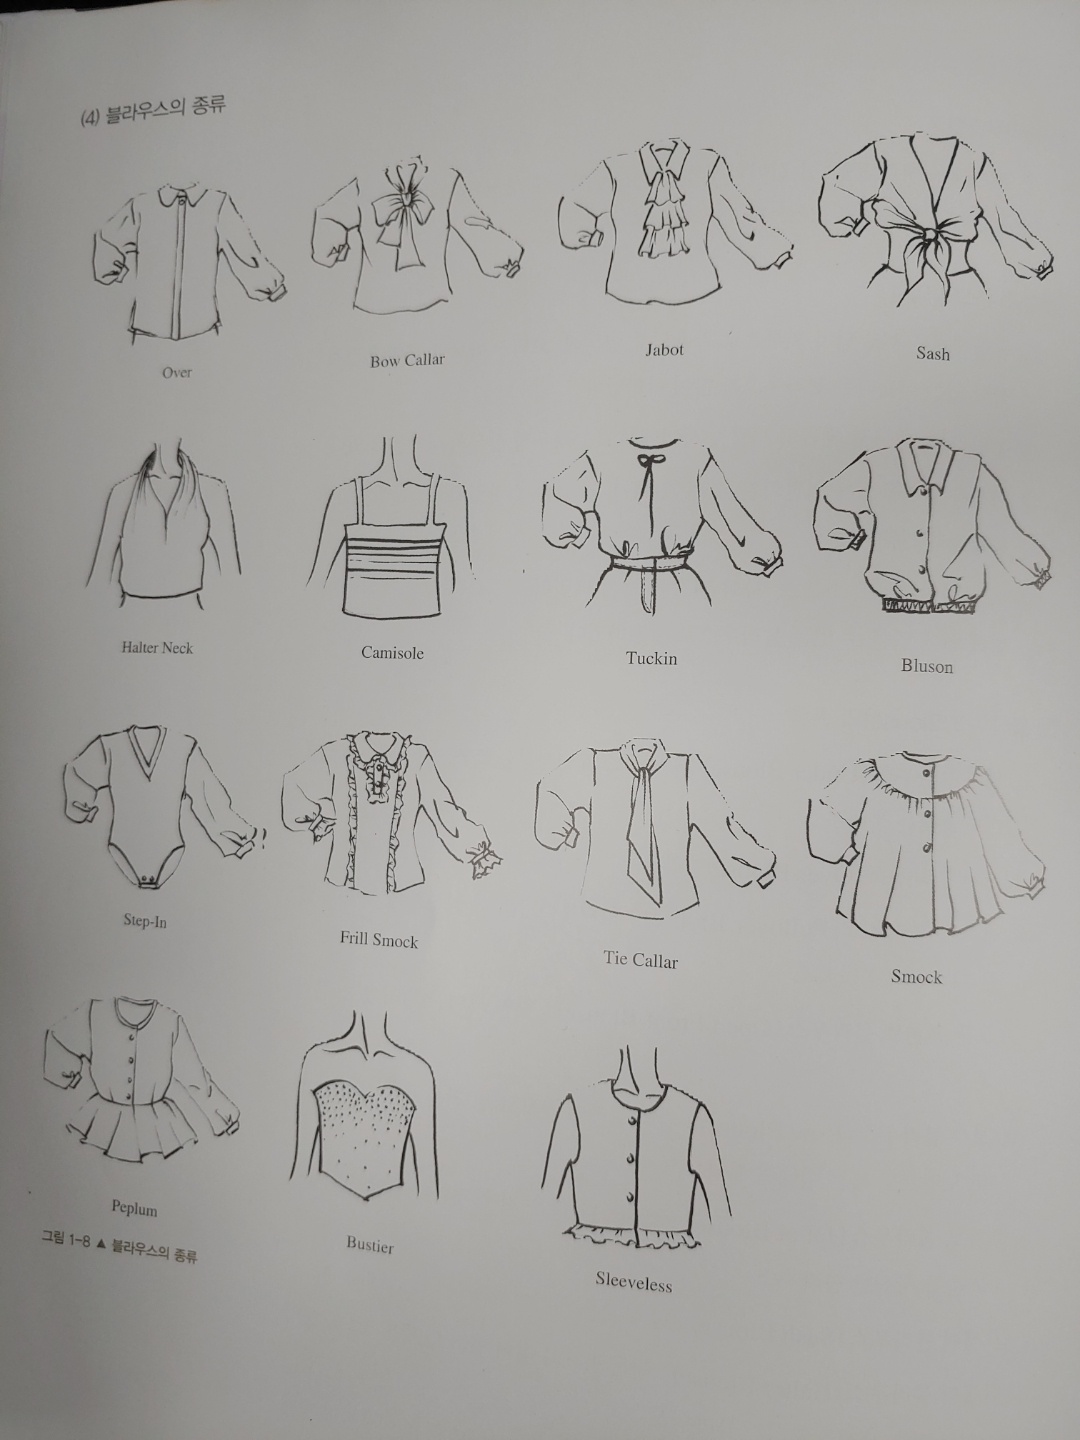 (4) 블라우스의 종류
Over
Bow Callar
Jabot
Sash
Halter Neck
Camisole
Tuckin
Bluson
Step-In
Frill Smock
Tie Callar
Smock
Peplum
Bustier
Sleeveless
그림 1-8 ▲ 블라우스의 종류